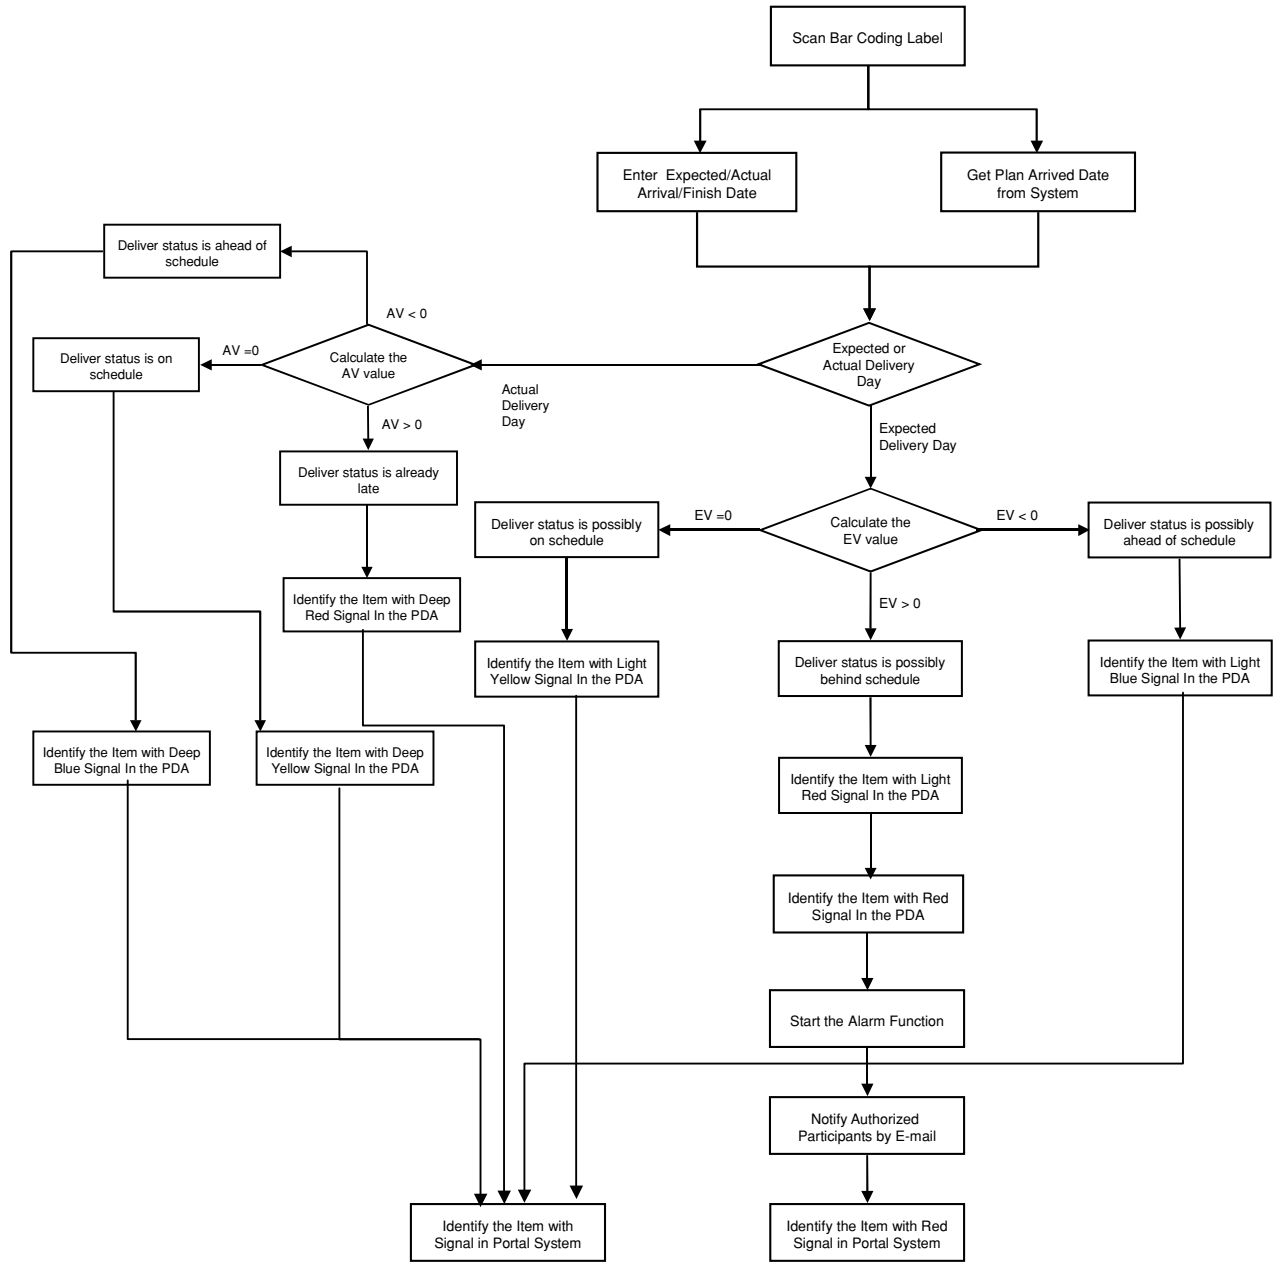 Scan Bar Coding Label
Enter Expected/Actual
Arrival/Finish Date
Get Plan Arrived Date
from System
Deliver status is ahead of
schedule
AV < 0
Deliver status is on
schedule
AV =0
Calculate the
AV value
Expected or
Actual Delivery
Day
Actual
Delivery
Day
AV > 0
Expected
Delivery Day
Deliver status is already
late
Deliver status is possibly
on schedule
EV =0
Calculate the
EV value
EV < 0
Deliver status is possibly
ahead of schedule
Identify the Item with Deep
Red Signal In the PDA
EV > 0
Identify the Item with Light
Yellow Signal In the PDA
Deliver status is possibly
behind schedule
Identify the Item with Light
Blue Signal In the PDA
Identify the Item with Deep
Blue Signal In the PDA
Identify the Item with Deep
Yellow Signal In the PDA
Identify the Item with Light
Red Signal In the PDA
Identify the Item with Red
Signal In the PDA
Start the Alarm Function
Notify Authorized
Participants by E-mail
Identify the Item with
Signal in Portal System
Identify the Item with Red
Signal in Portal System